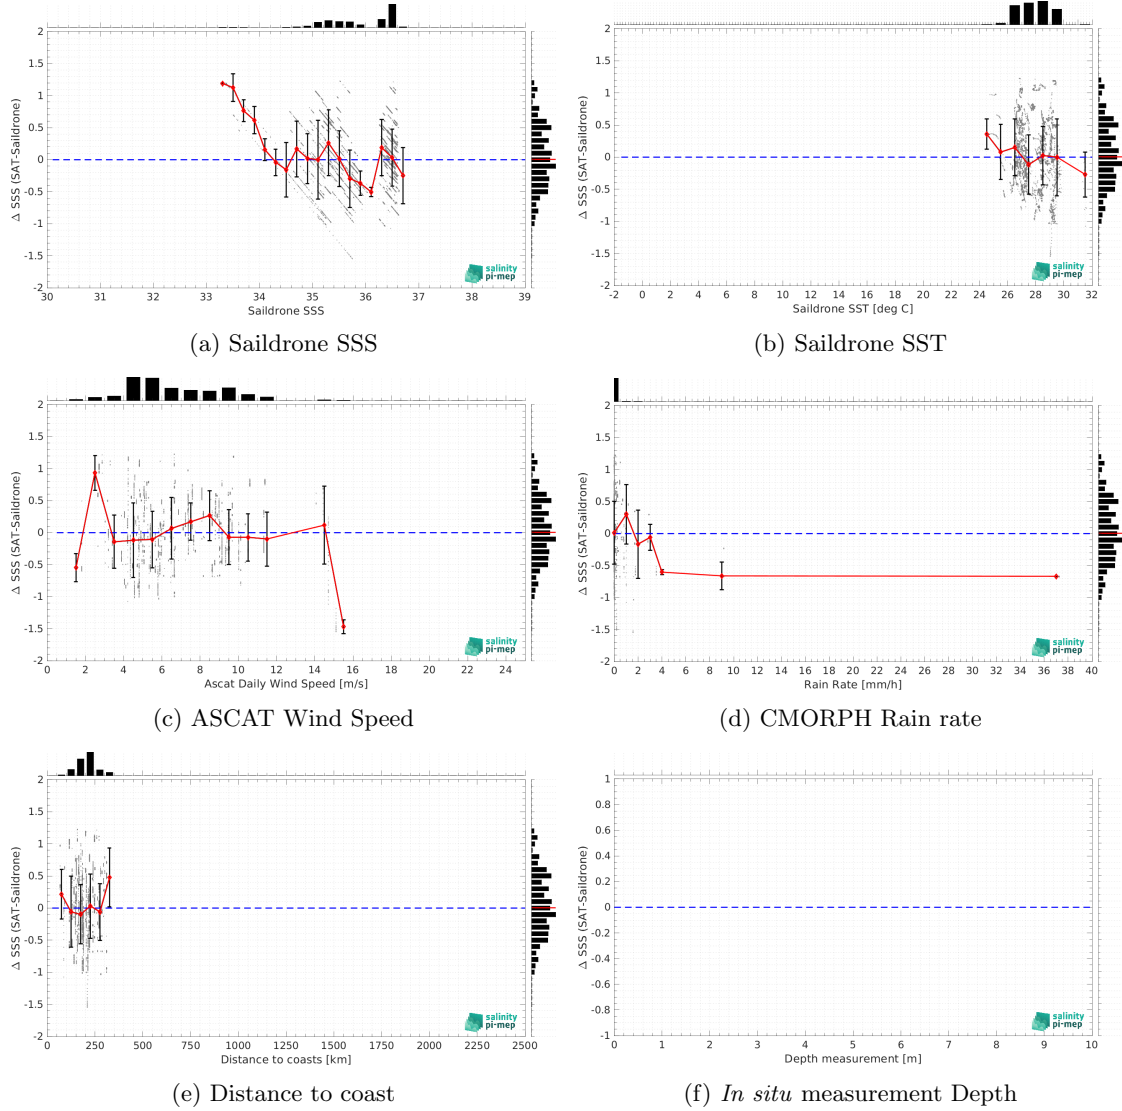 2
1.5
1
0.5
0
-0.5
-1
-1.5
-2
Δ SSS (SAT-Saildrone)
30 31 32 33 34 35 36 37 38 39
Saildrone SSS
salinity
pi-mep
(a) Saildrone SSS
2
1.5
1
0.5
0
-0.5
-1
-1.5
-2
Δ SSS (SAT-Saildrone)
-2 0 2 4 6 8 10 12 14 16 18 20 22 24 26 28 30 32
Saildrone SST [deg C]
salinity
pi-mep
(b) Saildrone SST
2
1.5
1
0.5
0
-0.5
-1
-1.5
-2
Δ SSS (SAT-Saildrone)
0 2 4 6 8 10 12 14 16 18 20 22 24
Ascat Daily Wind Speed [m/s]
salinity
pi-mep
(c) ASCAT Wind Speed
2
1.5
1
0.5
0
-0.5
-1
-1.5
-2
Δ SSS (SAT-Saildrone)
0 2 4 6 8 10 12 14 16 18 20 22 24 26 28 30 32 34 36 38 40
Rain Rate [mm/h]
salinity
pi-mep
(d) CMORPH Rain rate
2
1.5
1
0.5
0
-0.5
-1
-1.5
-2
Δ SSS (SAT-Saildrone)
0 250 500 750 1000 1250 1500 1750 2000 2250 2500
Distance to coasts [km]
salinity
pi-mep
(e) Distance to coast
1
0.8
0.6
0.4
0.2
0
-0.2
-0.4
-0.6
-0.8
-1
Δ SSS (SAT-Saildrone)
0 1 2 3 4 5 6 7 8 9 10
Depth measurement [m]
salinity
pi-mep
(f) In situ measurement Depth